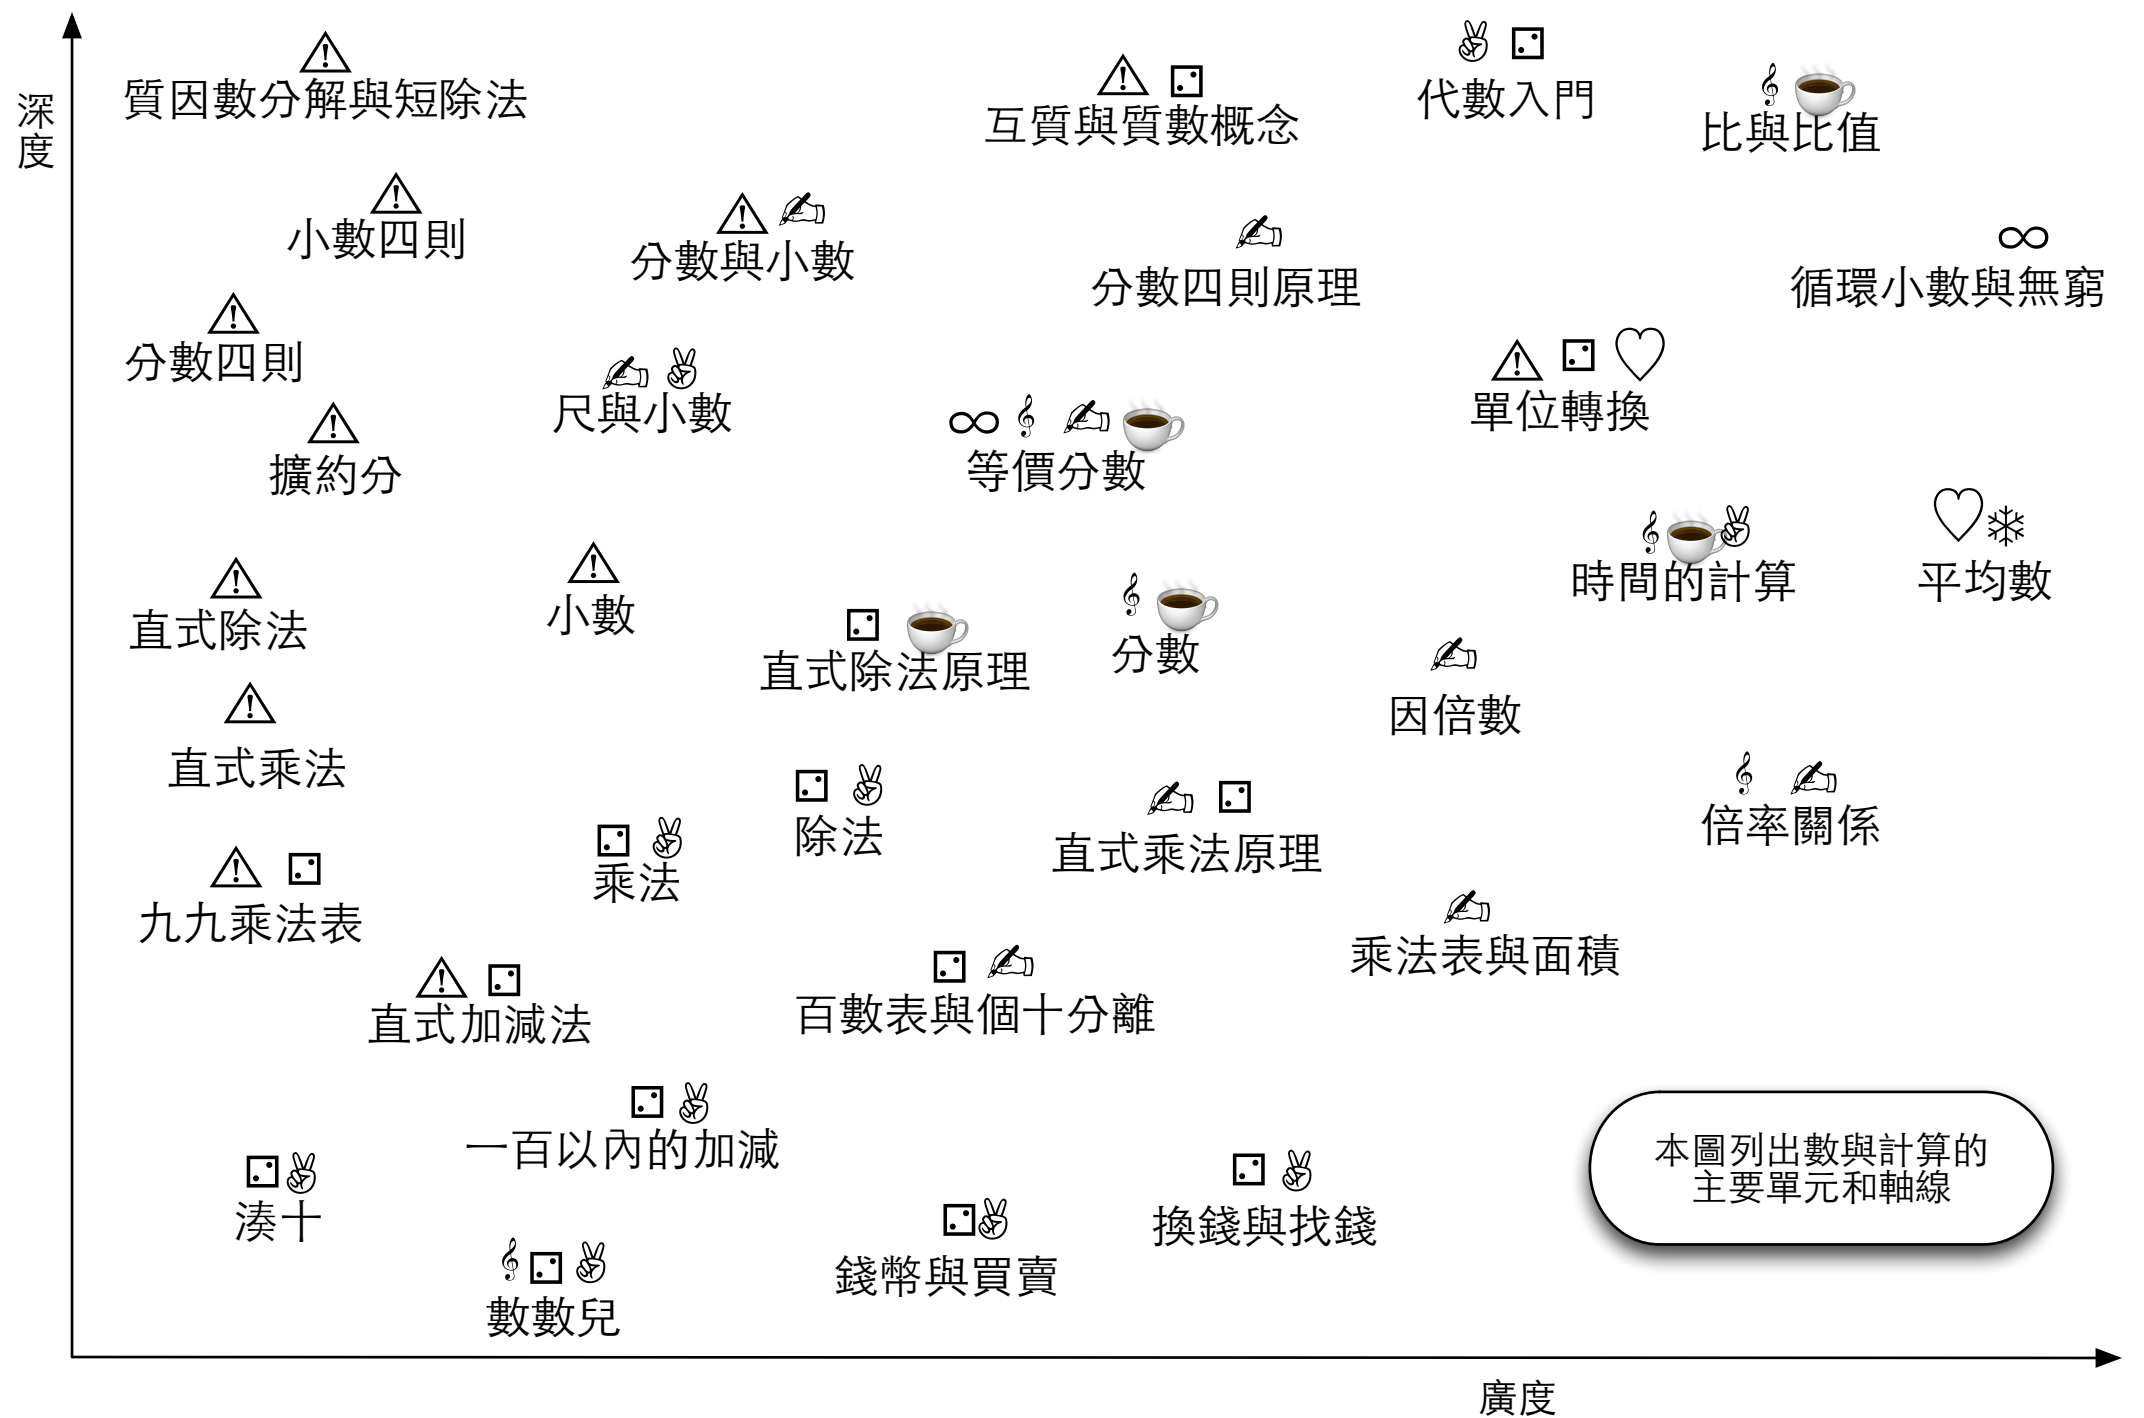 深度
質因數分解與短除法
互質與質數概念
代數入門
比與比值
小數四則
分數與小數
分數四則原理
循環小數與無窮
分數四則
尺與小數
單位轉換
擴約分
等價分數
時間的計算
平均數
直式除法
小數
直式除法原理
分數
因倍數
直式乘法
除法
直式乘法原理
倍率關係
九九乘法表
乘法
乘法表與面積
直式加減法
百數表與個十分離
一百以內的加減
湊十
換錢與找錢
數數兒
錢幣與買賣
本圖列出數與計算的
主要單元和軸線
廣度